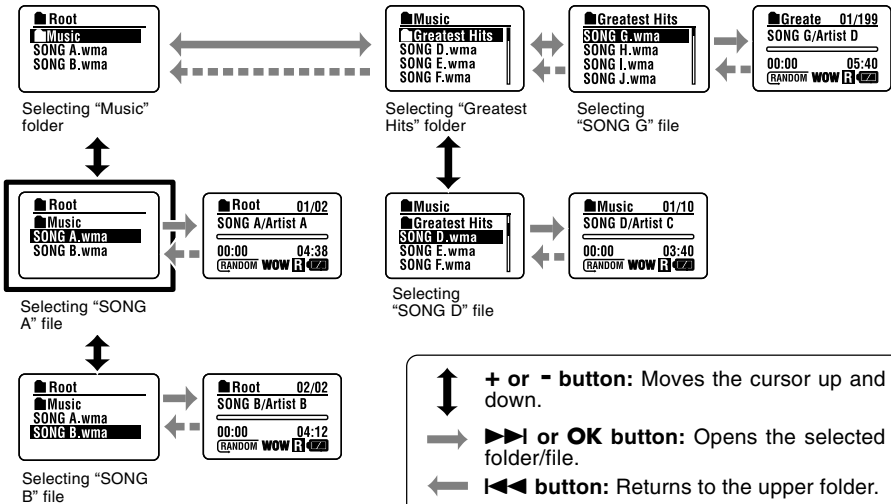 Root
Music
SONG A.wma
SONG B.wma
Selecting “Music”
folder
Music
Greatest Hits
SONG D.wma
SONG E.wma
SONG F.wma
Selecting “Greatest
Hits” folder
Greatest Hits
SONG G.wma
SONG H.wma
SONG I.wma
SONG J.wma
Selecting
“SONG G” file
Greate 01/199
SONG G/Artist D
00:00 05:40
RANDOM WOW R
Root
Music
SONG A.wma
SONG B.wma
Selecting “SONG
A” file
Root 01/02
SONG A/Artist A
00:00 04:38
RANDOM WOW R
Music
Greatest Hits
SONG D.wma
SONG E.wma
SONG F.wma
Selecting
“SONG D” file
Music 01/10
SONG D/Artist C
00:00 03:40
RANDOM WOW R
Root
Music
SONG A.wma
SONG B.wma
Selecting “SONG
B” file
Root 02/02
SONG B/Artist B
00:00 04:12
RANDOM WOW R
+ or - button: Moves the cursor up and
down.
▶▶I or OK button: Opens the selected
folder/file.
I◀◀ button: Returns to the upper folder.